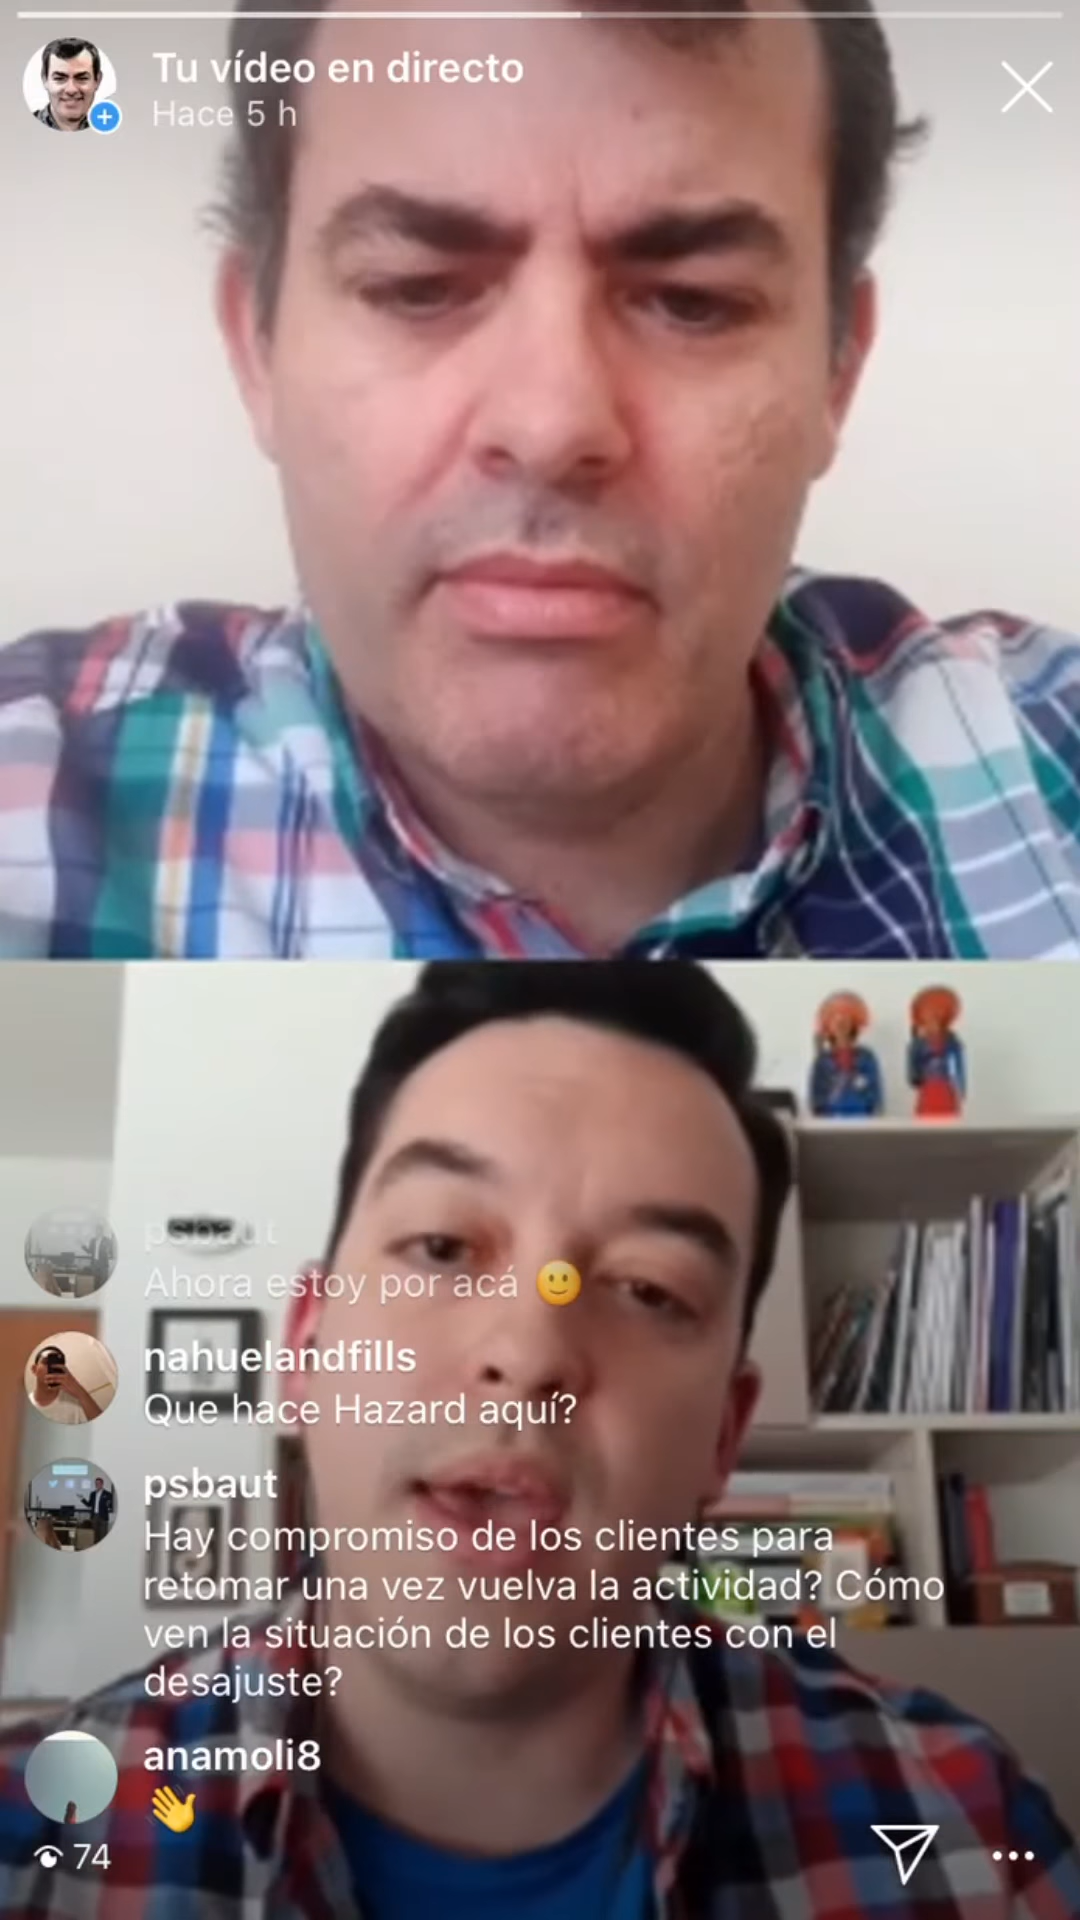 Tu vídeo en directo
Hace 5 h
psbaut
Ahora estoy por acá 🙂
nahuelandfills
Que hace Hazard aquí?
psbaut
Hay compromiso de los clientes para
retomar una vez vuelva la actividad? Cómo
ven la situación de los clientes con el
desajuste?
anamoli8
👋
74